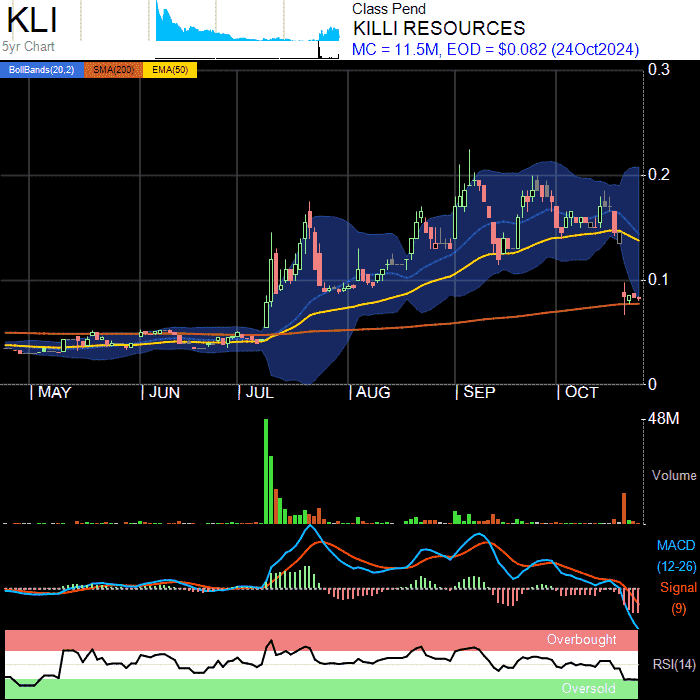 KLI
5yr Chart
Class Pend
KILLI RESOURCES
MC = 11.5M, EOD = $0.082 (24Oct2024)
BollBands(20,2) SMA(200) EMA(50)
0.3
0.2
0.1
0
MAY JUN JUL AUG SEP OCT
48M
Volume
MACD
(12-26)
Signal
(9)
Overbought
RSI(14)
Oversold